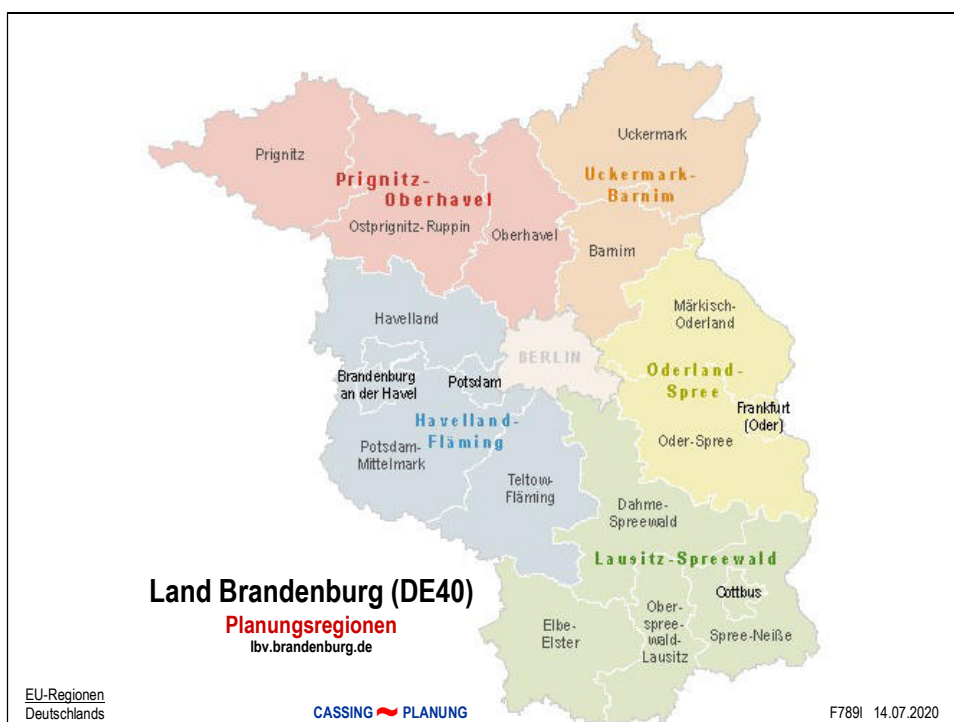 Uckermark
Prignitz
Prignitz-
Oberhavel
Uckermark-
Barnim
Ostprignitz-Ruppin
Oberhavel
Barnim
Märkisch-
Oderland
Havelland
BERLIN
Oderland-
Spree
Brandenburg
an der Havel
Potsdam
Frankfurt
(Oder)
Havelland-
Fläming
Oder-Spree
Potsdam-
Mittelmark
Teltow-
Fläming
Dahme-
Spreewald
Lausitz-Spreewald
Cottbus
Land Brandenburg (DE40)
Planungsregionen
lbv.brandenburg.de
Elbe-
Elster
Ober-
spree-
wald-
Lausitz
Spree-Neiße
EU-Regionen
Deutschlands
CASSING PLANUNG
F789I 14.07.2020